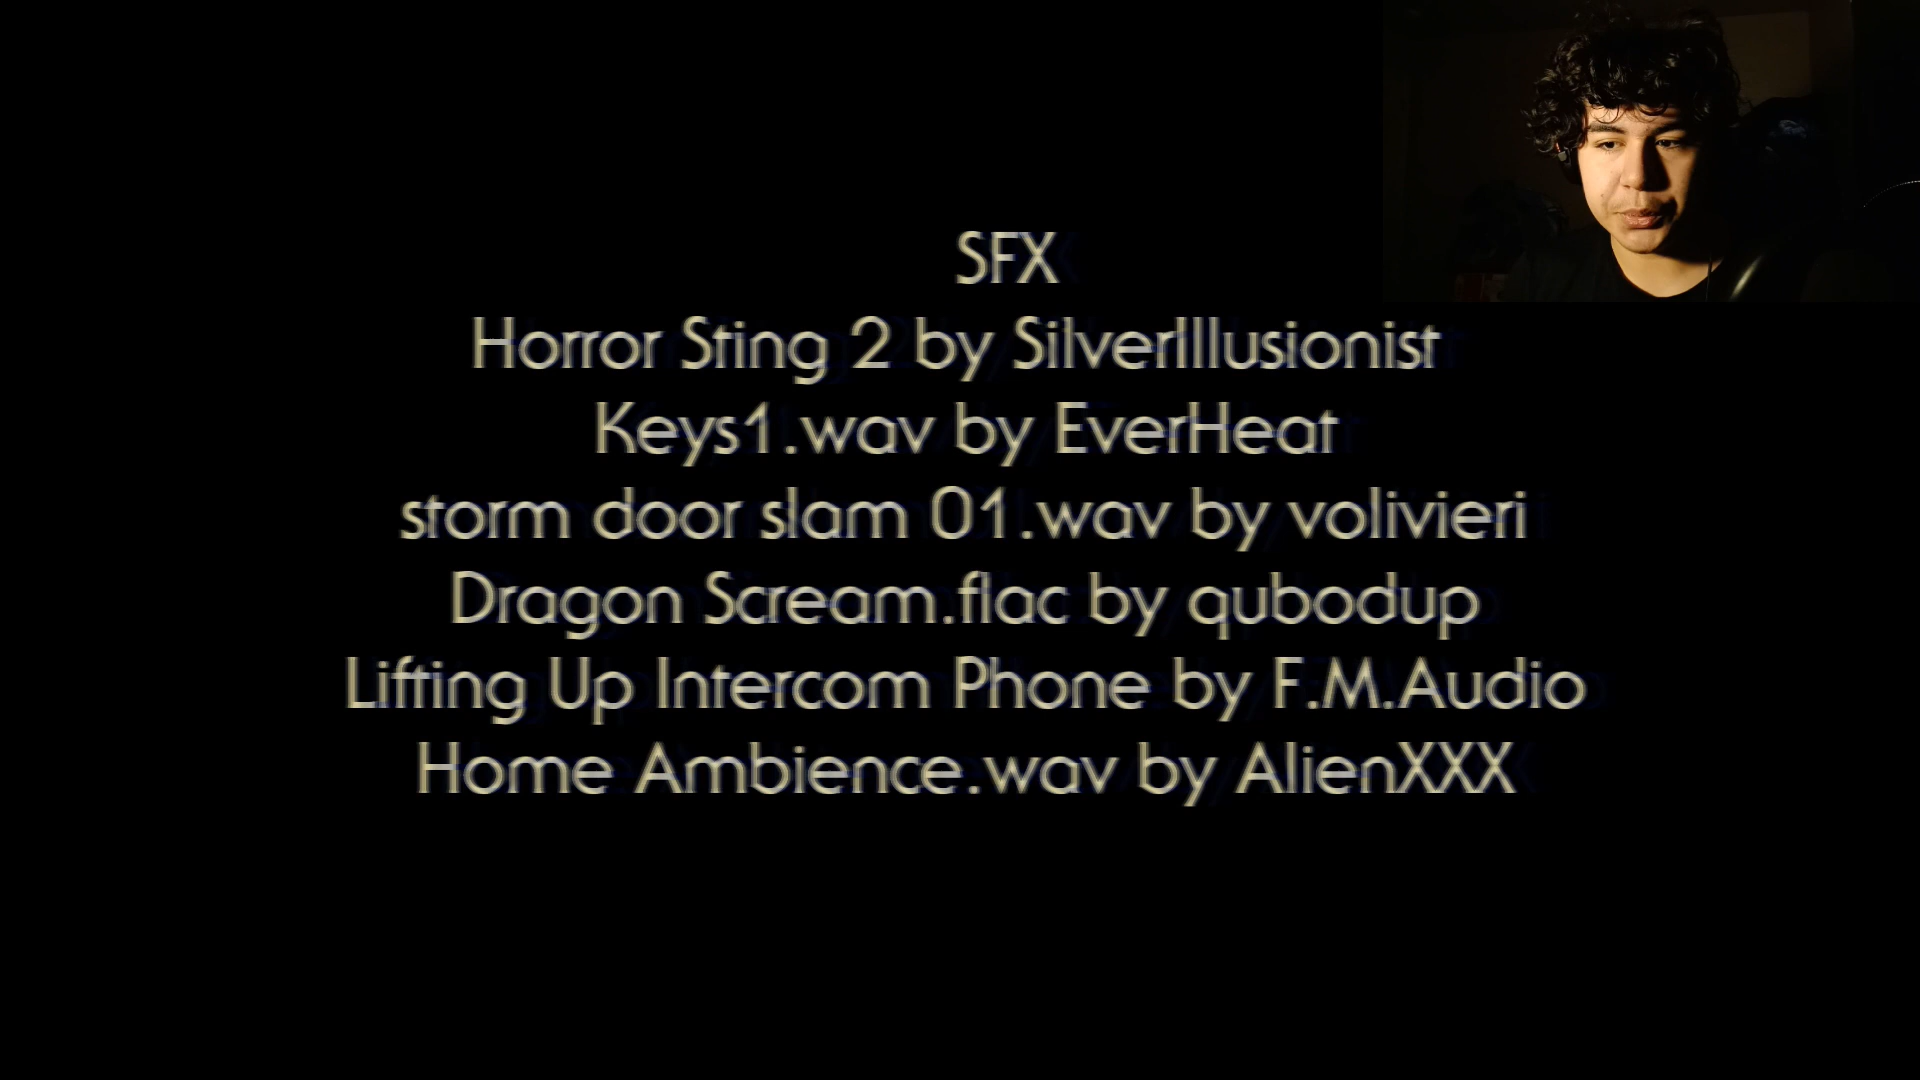 SFX
Horror Sting 2 by SilverIllusionist
Keys1.wav by EverHeat
storm door slam 01.wav by volivieri
Dragon Scream.flac by qubodup
Lifting Up Intercom Phone by F.M.Audio
Home Ambience.wav by AlienXXX